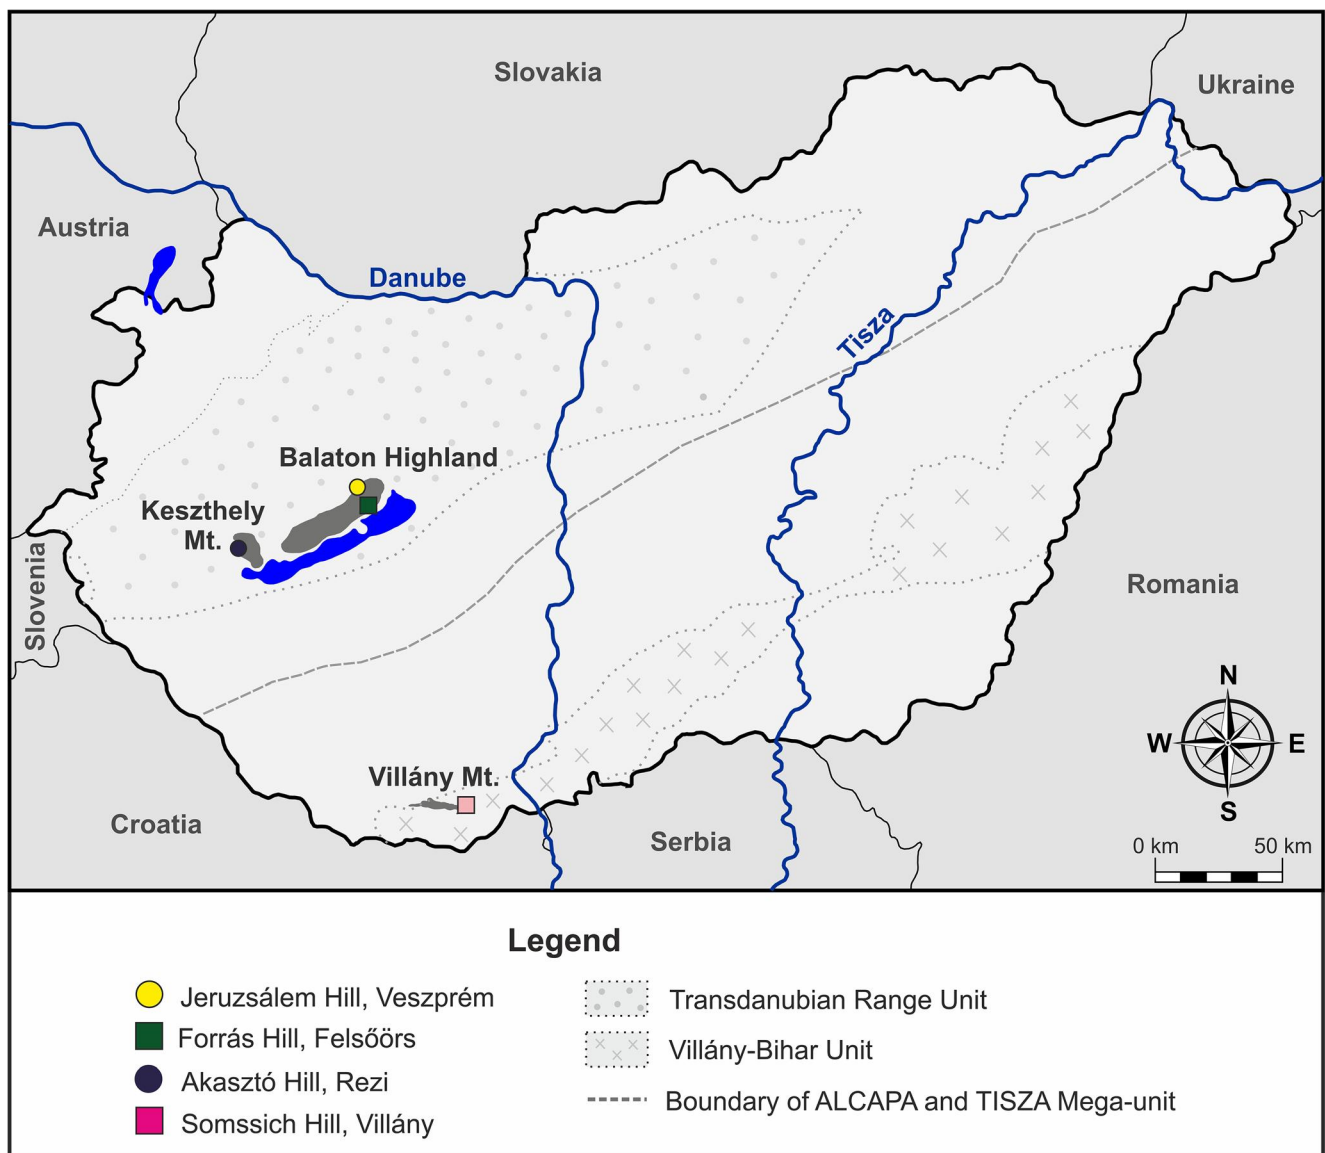 Slovakia
Ukraine
Austria
Danube
Tisza
Balaton Highland
Keszthely
Mt.
Slovenia
Romania
N
W
E
S
Villány Mt.
Croatia
Serbia
0 km
50 km
Legend
Jeruzsálem Hill, Veszprém
Forrás Hill, Felsőörs
Akasztó Hill, Rezi
Somssich Hill, Villány
Transdanubian Range Unit
Villány-Bihar Unit
Boundary of ALCAPA and TISZA Mega-unit